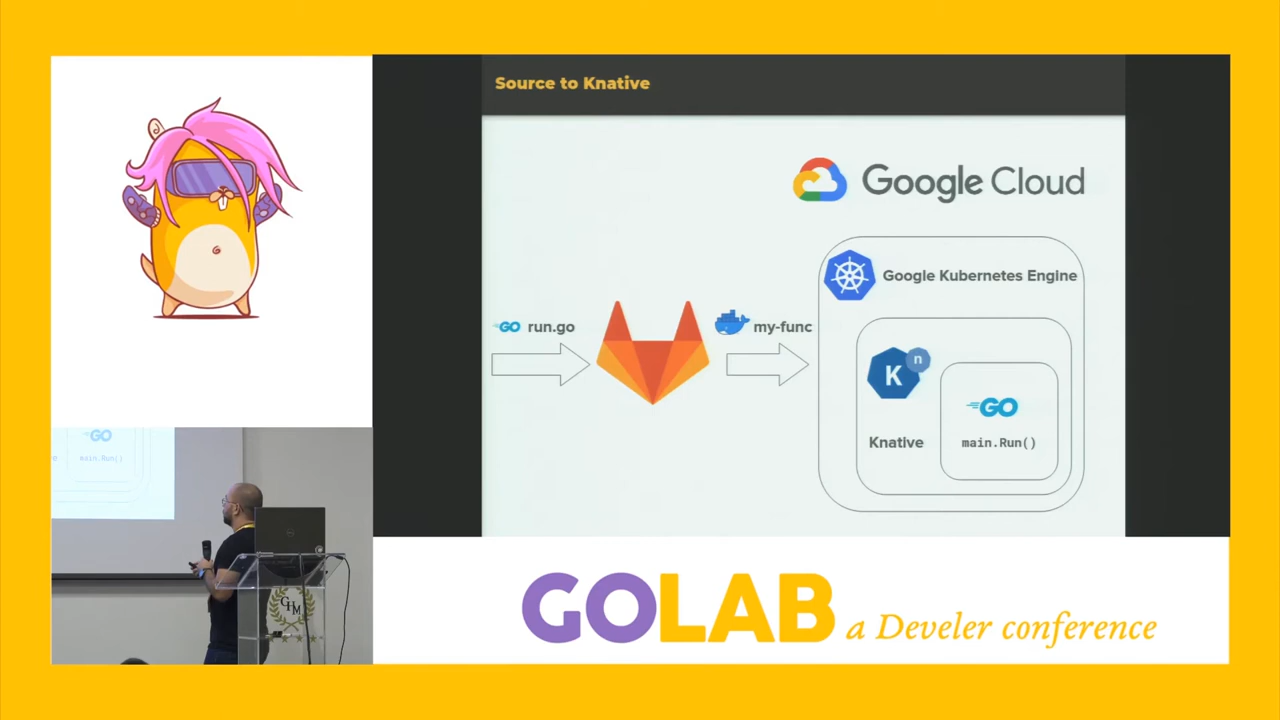 Source to Knative
Google Cloud
Google Kubernetes Engine
GO run.go
my-func
K n
GO
Knative
main.Run()
GO
main.Run()
GHM
GOLAB a Develer conference